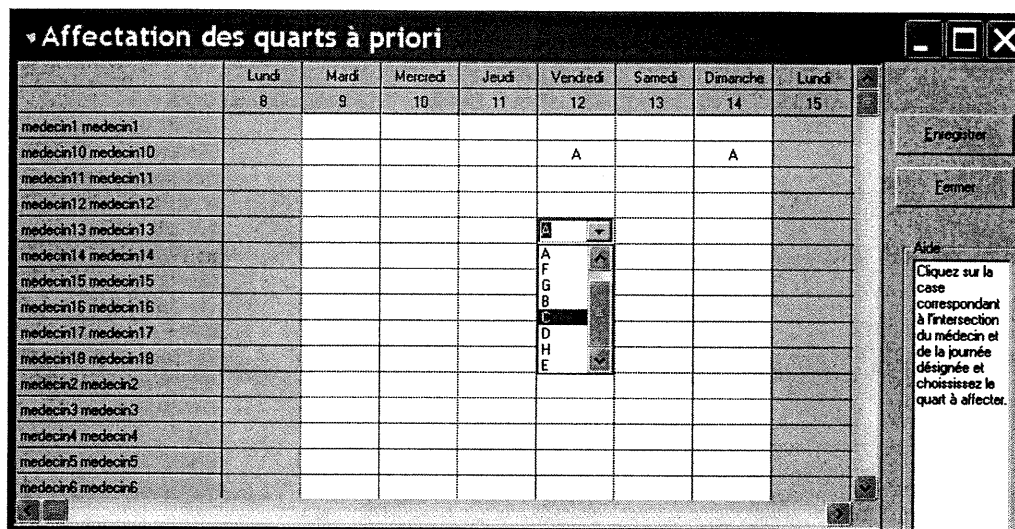 Affectation des quarts à priori
Lundi Mardi Mercredi Jeudi Vendredi Samedi Dimanche Lundi
8 9 10 11 12 13 14 15
medecin1 medecin1
medecin10 medecin10 A A
medecin11 medecin11
medecin12 medecin12
medecin13 medecin13 A
medecin14 medecin14
medecin15 medecin15
medecin16 medecin16
medecin17 medecin17
medecin18 medecin18
medecin2 medecin2
medecin3 medecin3
medecin4 medecin4
medecin5 medecin5
medecin6 medecin6
A
F
G
B
C
D
H
E
Enregistrer
Fermer
Aide
Cliquez sur la
case
correspondant
à l'intersection
du médecin et
de la journée
désignée et
choississez le
quart à affecter.